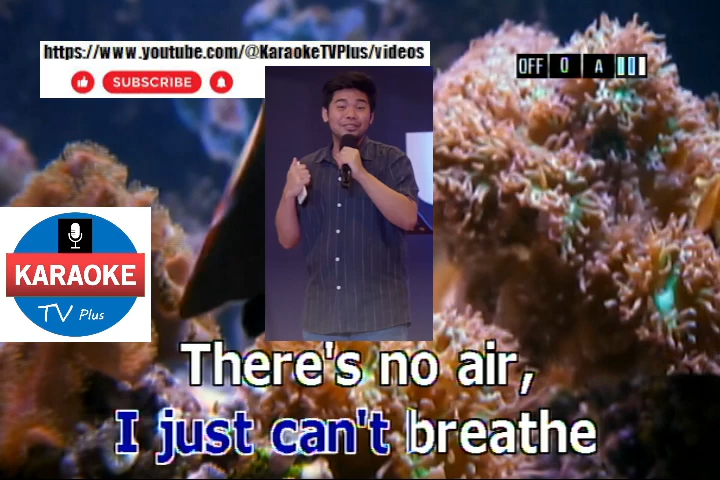 https://www.youtube.com/@KaraokeTVPlus/videos
SUBSCRIBE
OFF 0 A
KARAOKE
TV Plus
There's no air,
I just can't breathe